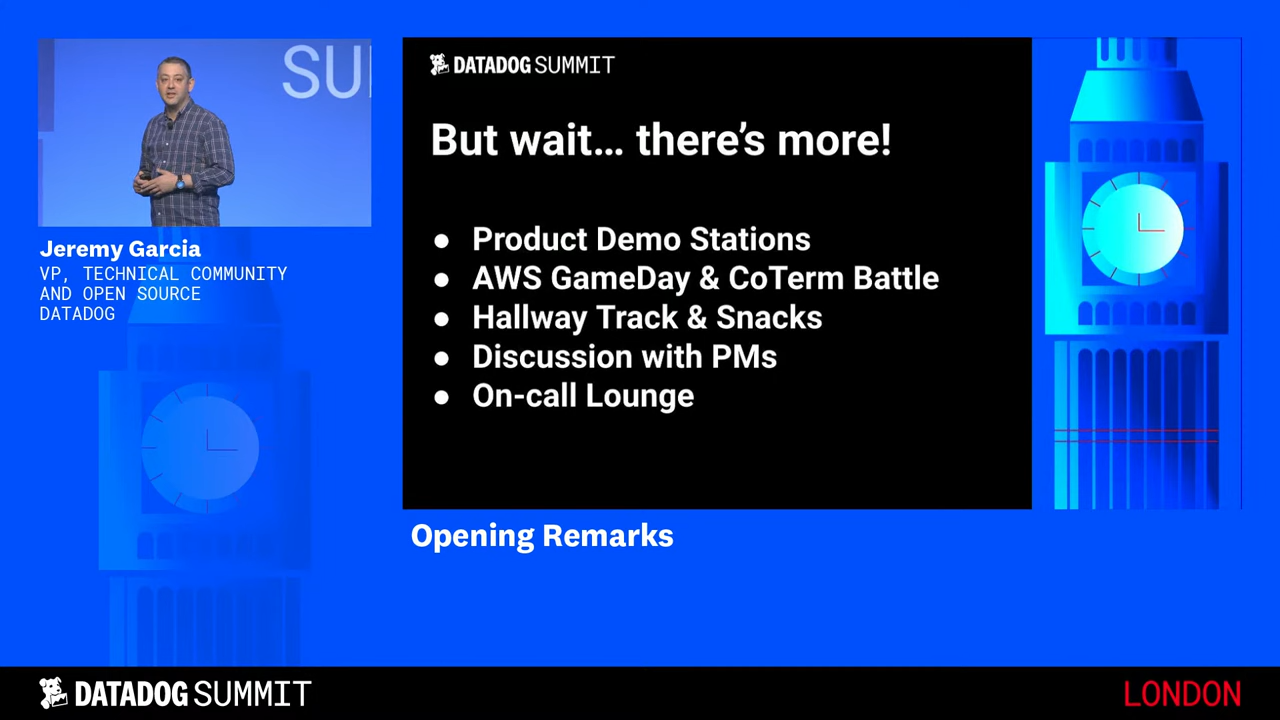 SU
Jeremy Garcia
VP, TECHNICAL COMMUNITY
AND OPEN SOURCE
DATADOG
DATADOG SUMMIT
But wait... there's more!
● Product Demo Stations
● AWS GameDay & CoTerm Battle
● Hallway Track & Snacks
● Discussion with PMs
● On-call Lounge
Opening Remarks
DATADOG SUMMIT
LONDON